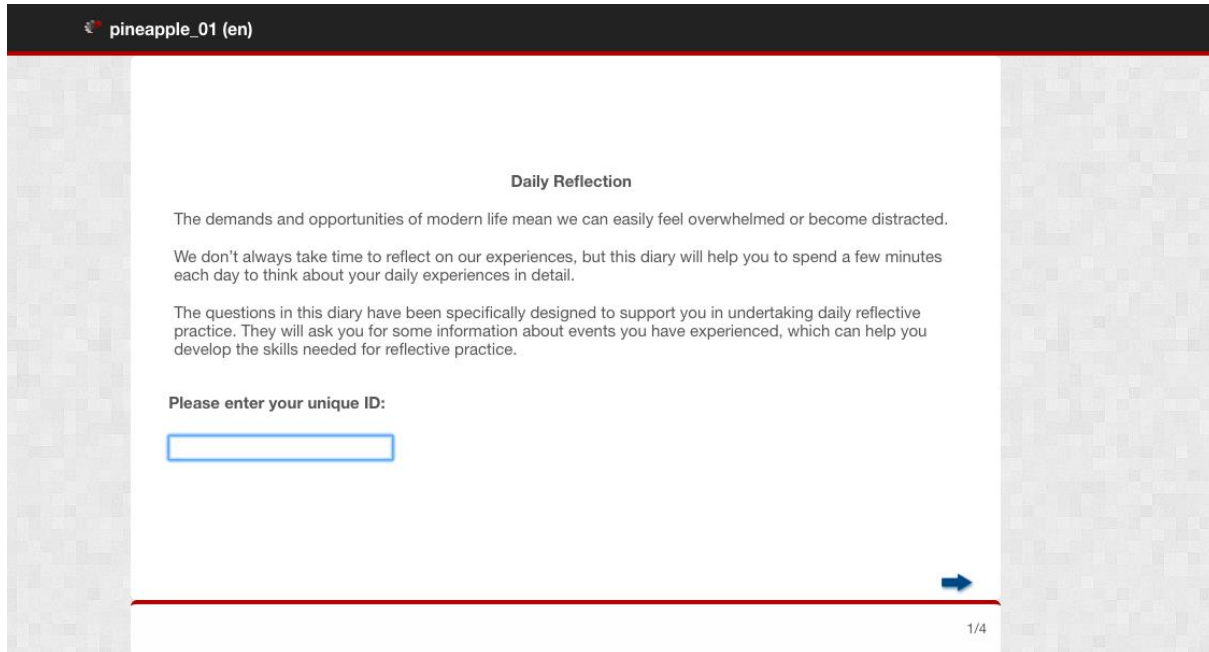 pineapple_01 (en)
Daily Reflection
The demands and opportunities of modern life mean we can easily feel overwhelmed or become distracted.
We don't always take time to reflect on our experiences, but this diary will help you to spend a few minutes
each day to think about your daily experiences in detail.
The questions in this diary have been specifically designed to support you in undertaking daily reflective
practice. They will ask you for some information about events you have experienced, which can help you
develop the skills needed for reflective practice.
Please enter your unique ID:
1/4